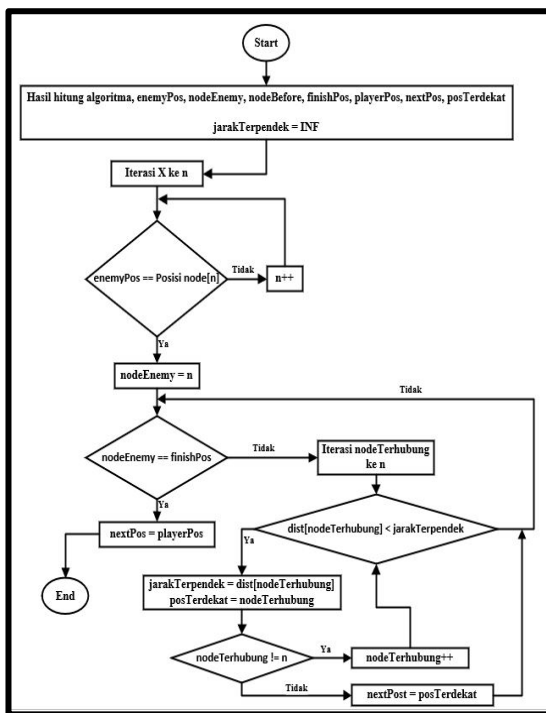 Start
Hasil hitung algoritma, enemyPos, nodeEnemy, nodeBefore, finishPos, playerPos, nextPos, posTerdekat
jarakTerpendek = INF
Iterasi X ke n
enemyPos == Posisi node[n]
Tidak
n++
Ya
nodeEnemy = n
Tidak
nodeEnemy == finishPos
Tidak
Iterasi nodeTerhubung
ke n
Ya
nextPos = playerPos
End
dist[nodeTerhubung] < jarakTerpendek
Ya
jarakTerpendek = dist[nodeTerhubung]
posTerdekat = nodeTerhubung
nodeTerhubung != n
Ya
nodeTerhubung++
Tidak
nextPost = posTerdekat